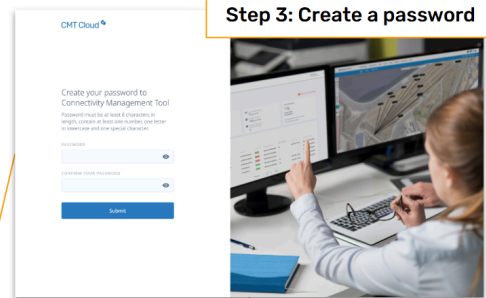 Step 3: Create a password
CMT Cloud
Create your password to
Connectivity Management Tool
Password must be at least 8 characters in
length, contain at least one number, one letter
in lowercase and one special character.
PASSWORD
CONFIRM YOUR PASSWORD
Submit